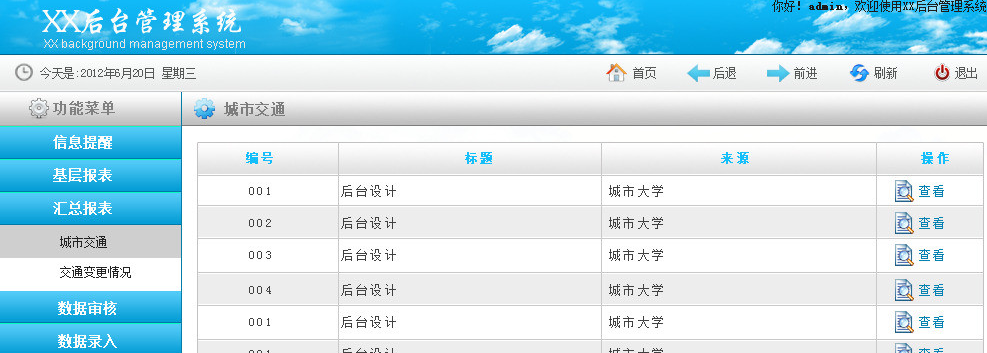 你好！admin，欢迎使用XX后台管理系统
XX后台管理系统
XX background management system
今天是:2012年6月20日 星期三
首页 后退 前进 刷新 退出
功能菜单
信息提醒
基层报表
汇总报表
城市交通
交通变更情况
数据审核
数据录入
城市交通
编号 标题 来源 操作
001 后台设计 城市大学 查看
002 后台设计 城市大学 查看
003 后台设计 城市大学 查看
004 后台设计 城市大学 查看
001 后台设计 城市大学 查看